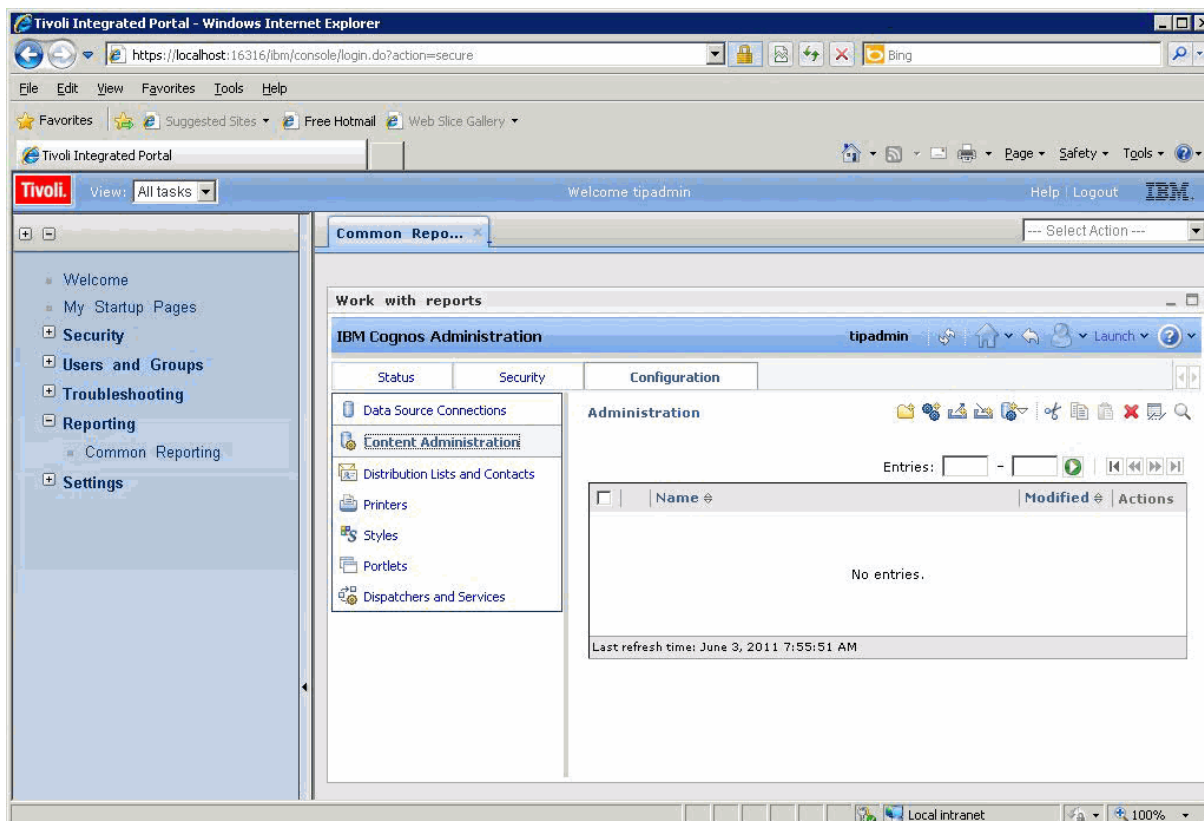 Tivoli Integrated Portal - Windows Internet Explorer
https://localhost:16316/ibm/console/login.do?action=secure
Bing
File Edit View Favorites Tools Help
Favorites Suggested Sites Free Hotmail Web Slice Gallery
Tivoli Integrated Portal Page Safety Tools
Tivoli. View: All tasks Welcome tipadmin Help Logout IBM.
Common Repo... --- Select Action ---
Welcome
My Startup Pages
Security
Users and Groups
Troubleshooting
Reporting
Common Reporting
Settings
Work with reports
IBM Cognos Administration tipadmin Launch
Status Security Configuration
Data Source Connections
Content Administration
Distribution Lists and Contacts
Printers
Styles
Portlets
Dispatchers and Services
Administration
Entries: -
Name Modified Actions
No entries.
Last refresh time: June 3, 2011 7:55:51 AM
Local intranet 100%